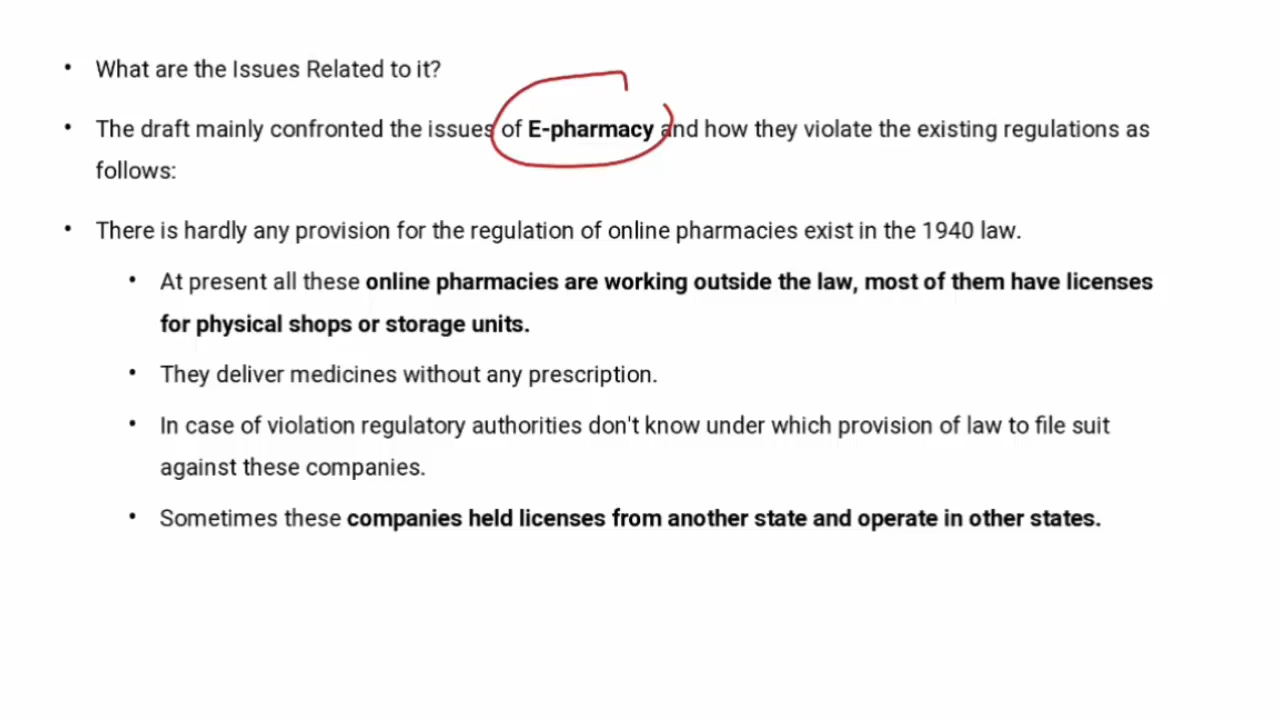 • What are the Issues Related to it?
• The draft mainly confronted the issues of E-pharmacy and how they violate the existing regulations as
follows:
• There is hardly any provision for the regulation of online pharmacies exist in the 1940 law.
• At present all these online pharmacies are working outside the law, most of them have licenses
for physical shops or storage units.
• They deliver medicines without any prescription.
• In case of violation regulatory authorities don't know under which provision of law to file suit
against these companies.
• Sometimes these companies held licenses from another state and operate in other states.